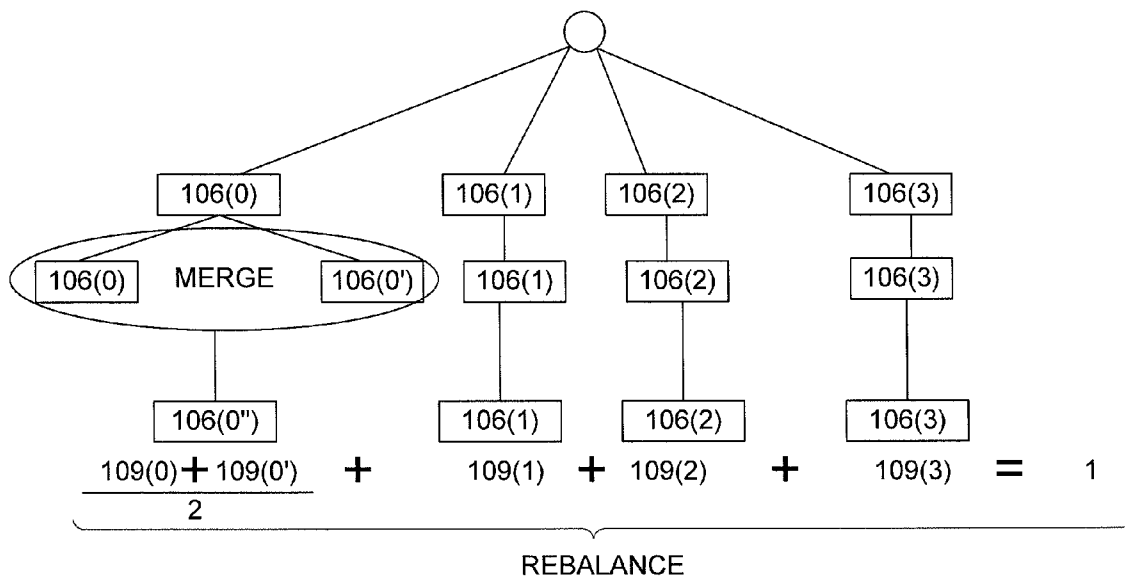 106(0) 106(1) 106(2) 106(3)
106(0) MERGE 106(0') 106(1) 106(2) 106(3)
106(0") 106(1) 106(2) 106(3)
109(0) + 109(0') + 109(1) + 109(2) + 109(3) = 1
2
REBALANCE